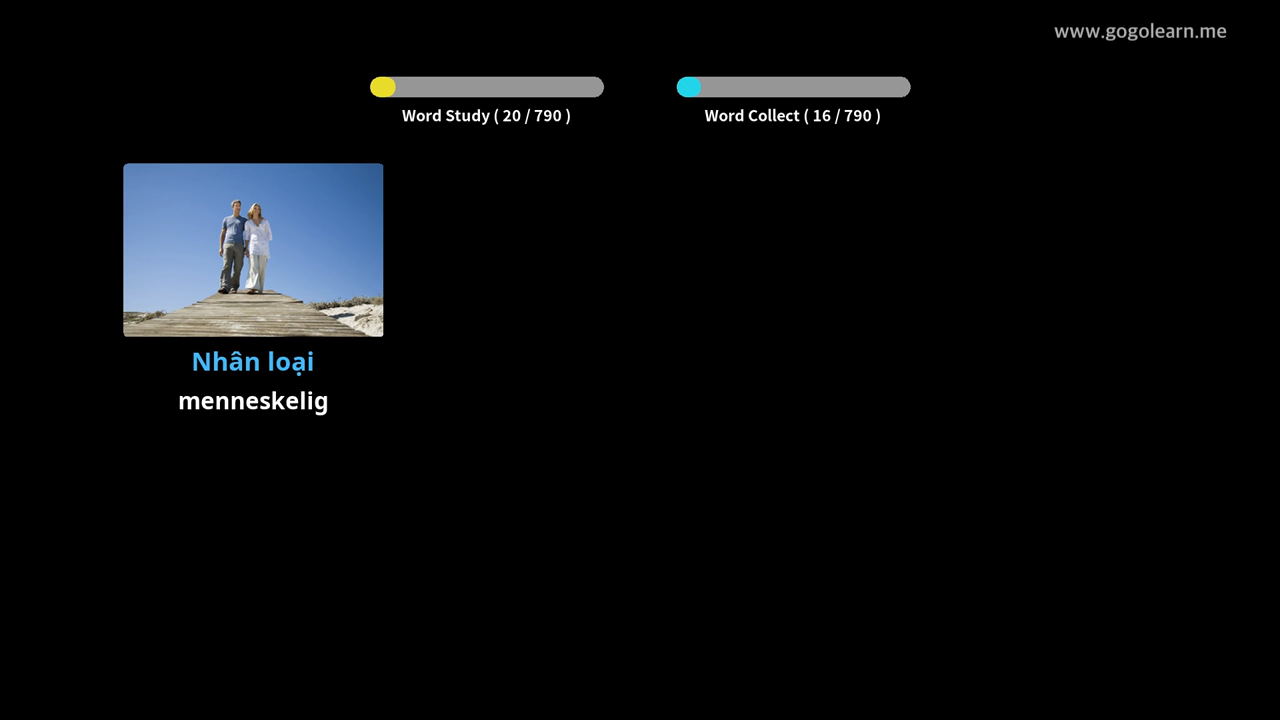 www.gogolearn.me
Word Study ( 20 / 790 )
Word Collect ( 16 / 790 )
Nhân loại
menneskelig